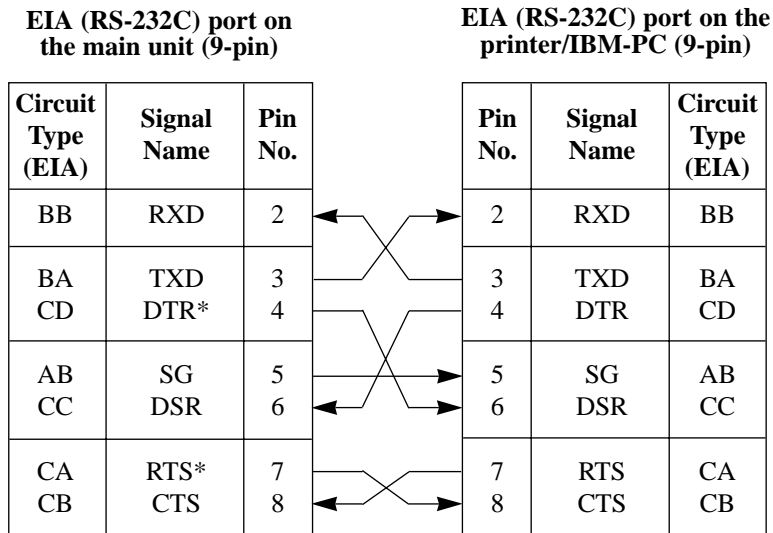 EIA (RS-232C) port on
the main unit (9-pin)
EIA (RS-232C) port on the
printer/IBM-PC (9-pin)
Circuit Type (EIA) Signal Name Pin No. Pin No. Signal Name Circuit Type (EIA)
BB RXD 2 2 RXD BB
BA TXD 3 3 TXD BA
CD DTR* 4 4 DTR CD
AB SG 5 5 SG AB
CC DSR 6 6 DSR CC
CA RTS* 7 7 RTS CA
CB CTS 8 8 CTS CB